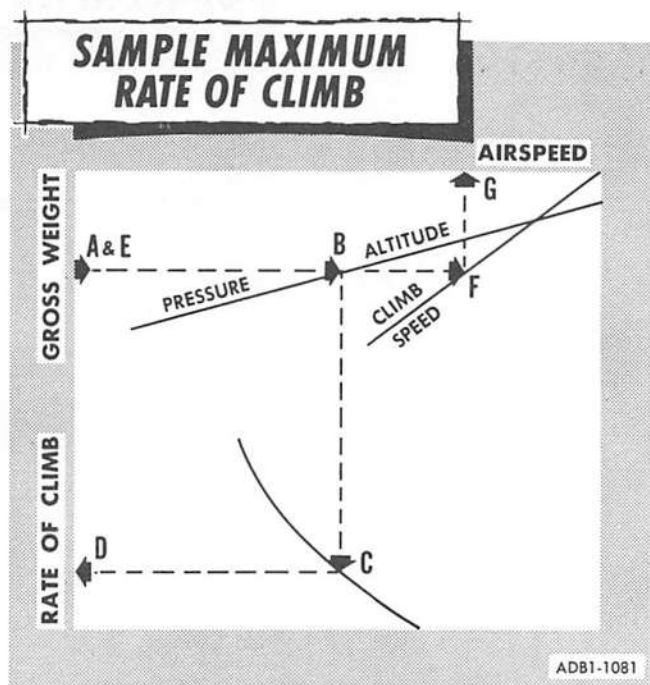 SAMPLE MAXIMUM
RATE OF CLIMB
AIRSPEED
GROSS WEIGHT
A & E
B
ALTITUDE
G
PRESSURE
CLIMB
SPEED
F
RATE OF CLIMB
D
C
ADB1-1081